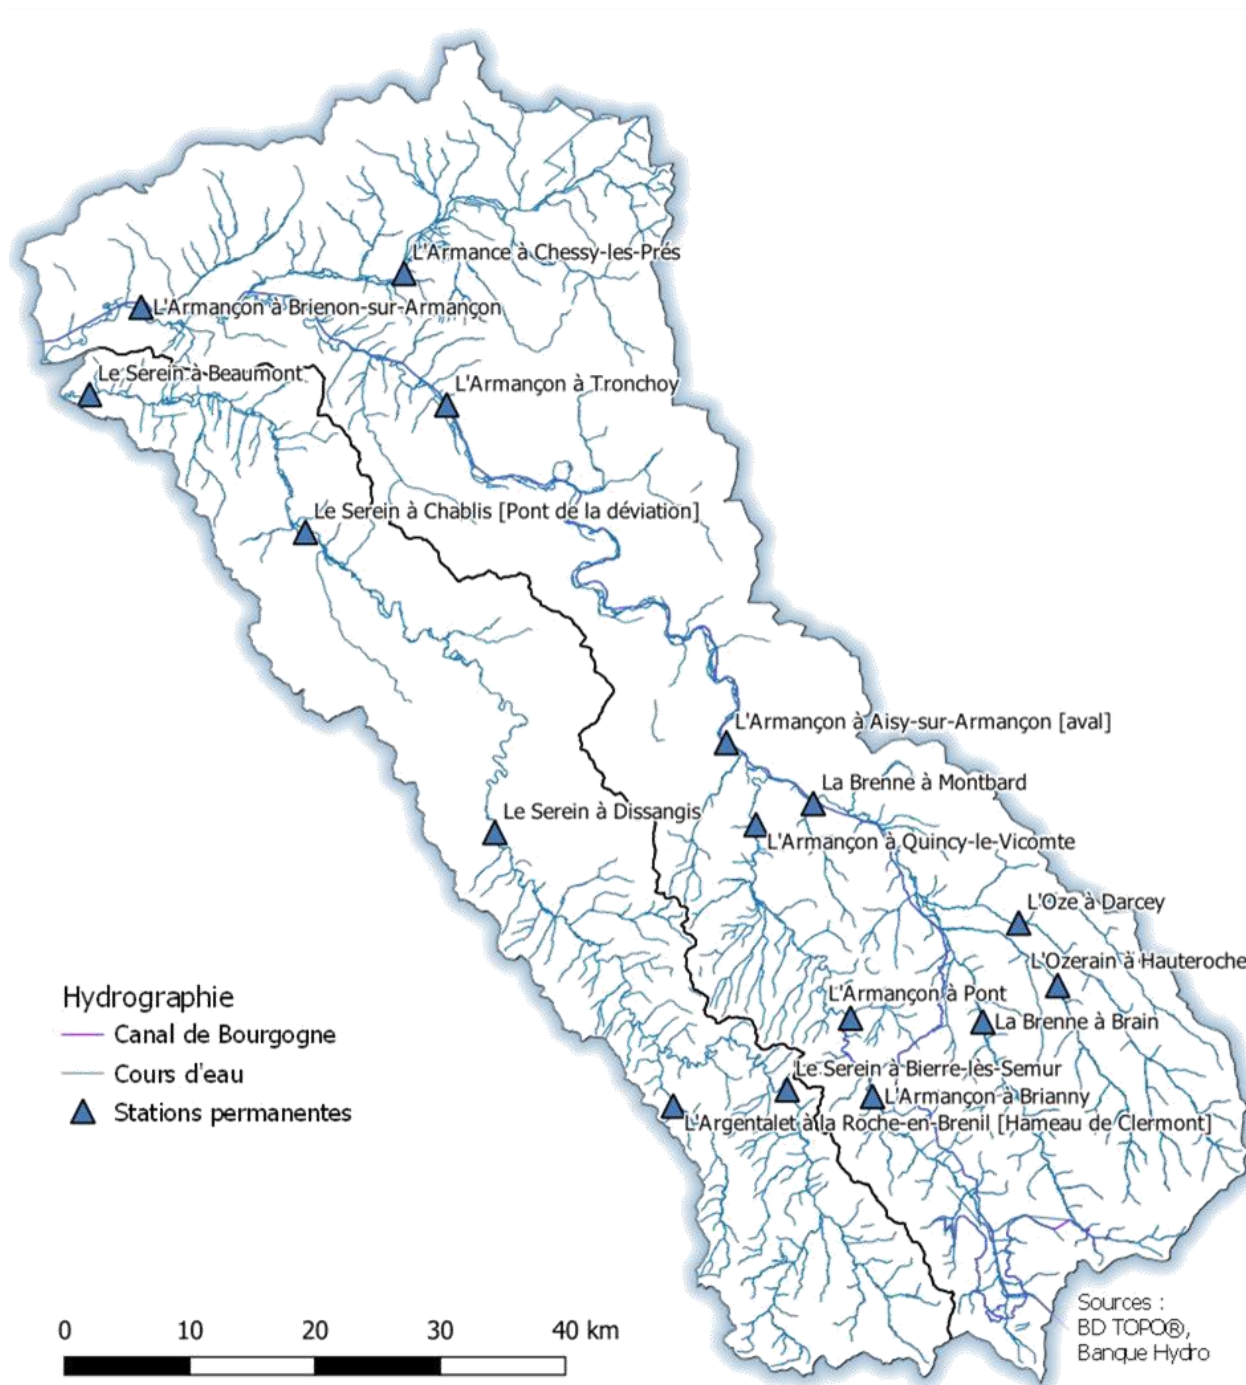 L'Armance à Chessy-les-Prés
L'Armançon à Brienon-sur-Armançon
Le Serein à Beaumont
L'Armançon à Tronchoy
Le Serein à Chablis [Pont de la déviation]
L'Armançon à Aisy-sur-Armançon [aval]
La Brenne à Montbard
Le Serein à Dissangis
L'Armançon à Quincy-le-Vicomte
L'Oze à Darcey
L'Ozerain à Hauteroche
L'Armançon à Pont
La Brenne à Brain
Le Serein à Bierre-lès-Semur
L'Armançon à Brianny
L'Argentalet à la Roche-en-Brenil [Hameau de Clermont]
Hydrographie
Canal de Bourgogne
Cours d'eau
Stations permanentes
0 10 20 30 40 km
Sources :
BD TOPO®,
Banque Hydro